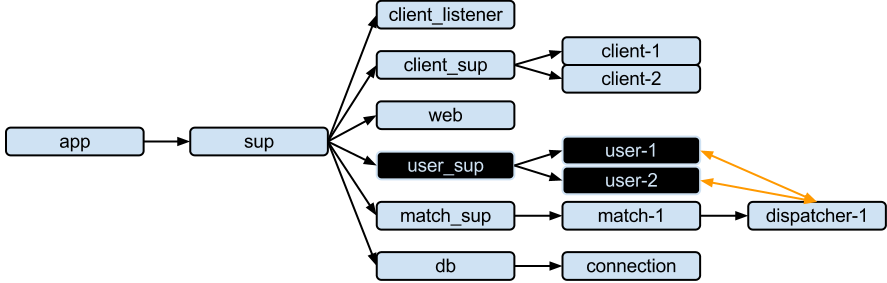 client_listener
client_sup
client-1
client-2
web
app
sup
user_sup
user-1
user-2
match_sup
match-1
dispatcher-1
db
connection